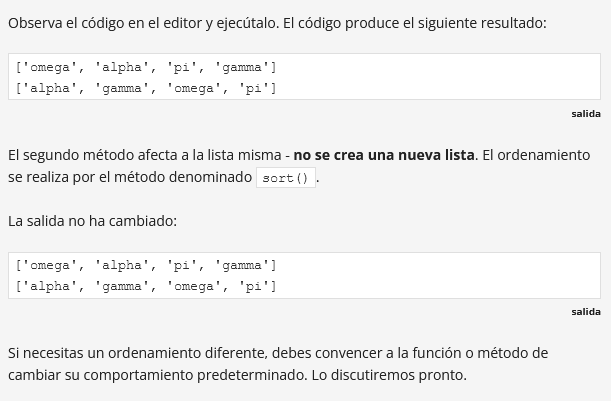 Observa el código en el editor y ejecútalo. El código produce el siguiente resultado:
['omega', 'alpha', 'pi', 'gamma']
['alpha', 'gamma', 'omega', 'pi']
salida
El segundo método afecta a la lista misma - no se crea una nueva lista. El ordenamiento
se realiza por el método denominado sort().
La salida no ha cambiado:
['omega', 'alpha', 'pi', 'gamma']
['alpha', 'gamma', 'omega', 'pi']
salida
Si necesitas un ordenamiento diferente, debes convencer a la función o método de
cambiar su comportamiento predeterminado. Lo discutiremos pronto.